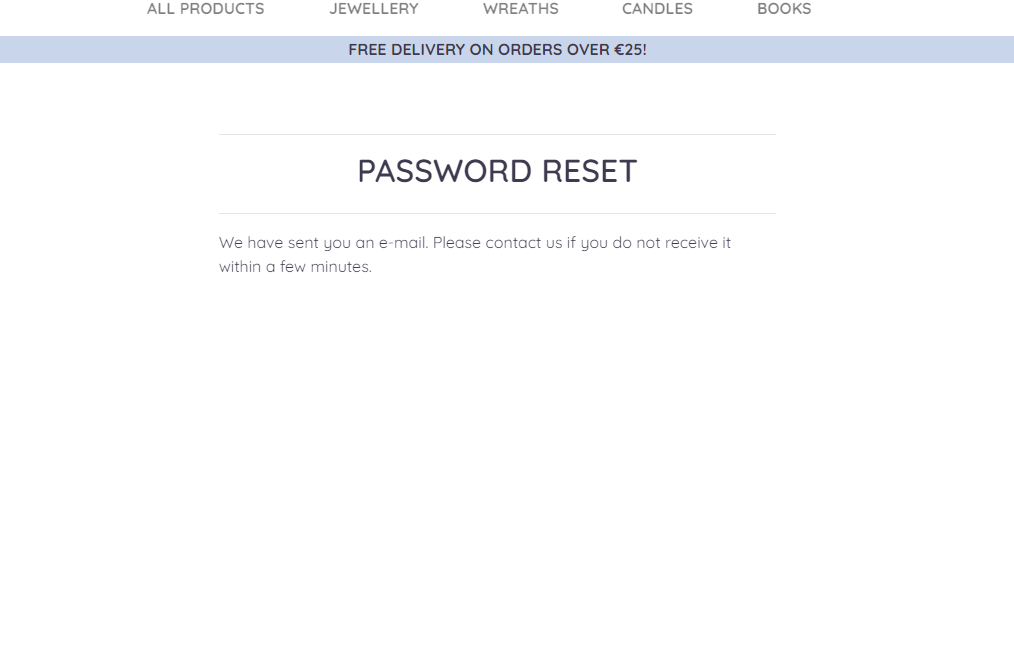 ALL PRODUCTS JEWELLERY WREATHS CANDLES BOOKS
FREE DELIVERY ON ORDERS OVER €25!
PASSWORD RESET
We have sent you an e-mail. Please contact us if you do not receive it
within a few minutes.